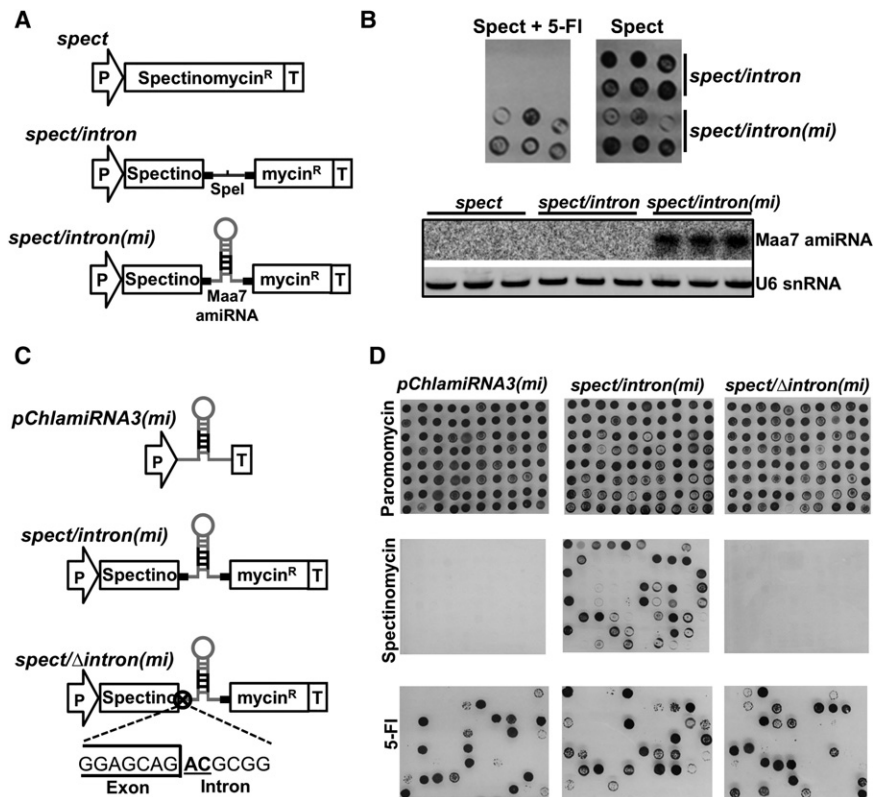 A
spect
P SpectinomycinR T
spect/intron
P Spectino mycinR T
SpeI
spect/intron(mi)
P Spectino mycinR T
Maa7
amiRNA
B
Spect + 5-FI Spect
spect/intron
spect/intron(mi)
spect spect/intron spect/intron(mi)
Maa7 amiRNA
U6 snRNA
C
pChlamiRNA3(mi)
P T
spect/intron(mi)
P Spectino mycinR T
spect/Δintron(mi)
P Spectino mycinR T
GGAGCAG ACGCGG
Exon Intron
D
pChlamiRNA3(mi) spect/intron(mi) spect/Δintron(mi)
Paromomycin
Spectinomycin
5-FI